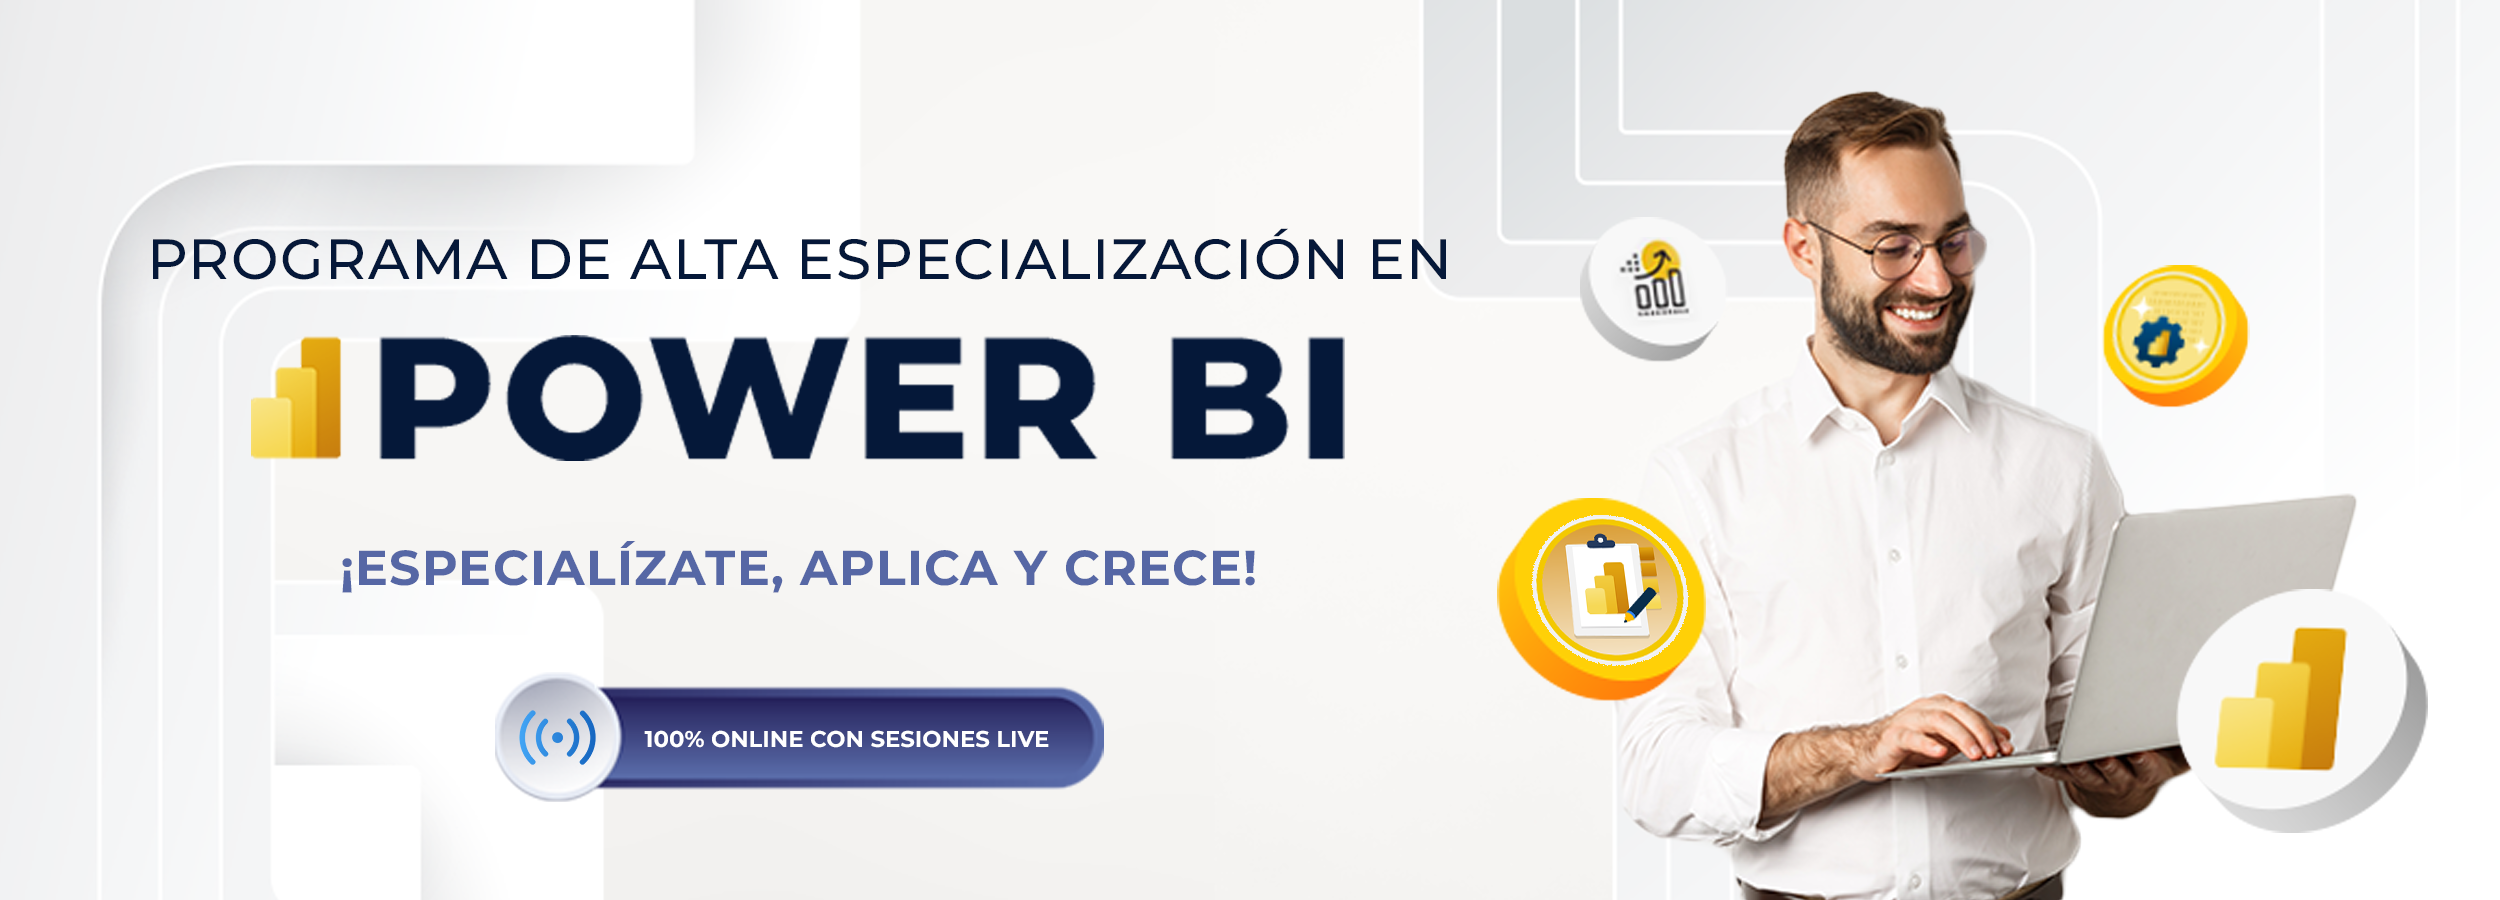 PROGRAMA DE ALTA ESPECIALIZACIÓN EN
POWER BI
¡ESPECIALÍZATE, APLICA Y CRECE!
100% ONLINE CON SESIONES LIVE